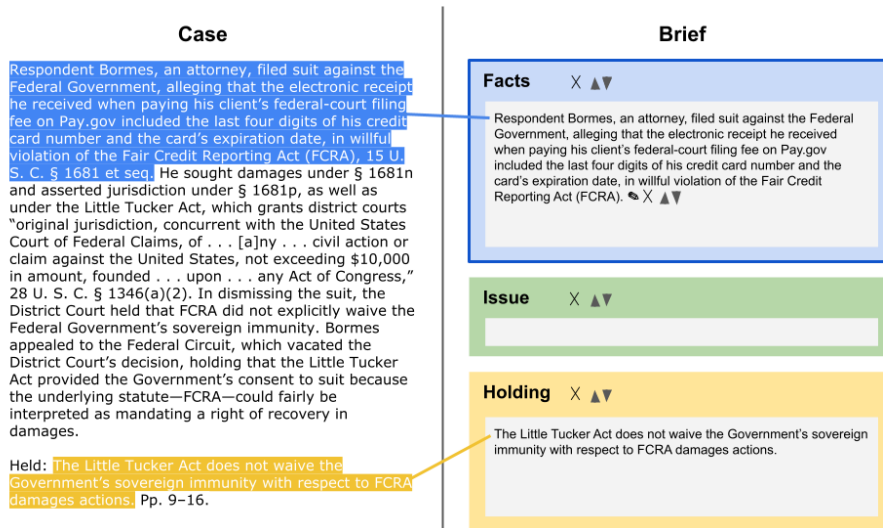 Case
Respondent Bormes, an attorney, filed suit against the
Federal Government, alleging that the electronic receipt
he received when paying his client's federal-court filing
fee on Pay.gov included the last four digits of his credit
card number and the card's expiration date, in willful
violation of the Fair Credit Reporting Act (FCRA), 15 U.
S. C. § 1681 et seq. He sought damages under § 1681n
and asserted jurisdiction under § 1681p, as well as
under the Little Tucker Act, which grants district courts
“original jurisdiction, concurrent with the United States
Court of Federal Claims, of . . . [a]ny . . . civil action or
claim against the United States, not exceeding $10,000
in amount, founded . . . upon . . . any Act of Congress,”
28 U. S. C. § 1346(a)(2). In dismissing the suit, the
District Court held that FCRA did not explicitly waive the
Federal Government's sovereign immunity. Bormes
appealed to the Federal Circuit, which vacated the
District Court's decision, holding that the Little Tucker
Act provided the Government's consent to suit because
the underlying statute—FCRA—could fairly be
interpreted as mandating a right of recovery in
damages.
Held: The Little Tucker Act does not waive the
Government's sovereign immunity with respect to FCRA
damages actions. Pp. 9–16.
Brief
Facts X ▲▼
Respondent Bormes, an attorney, filed suit against the Federal
Government, alleging that the electronic receipt he received
when paying his client's federal-court filing fee on Pay.gov
included the last four digits of his credit card number and the
card's expiration date, in willful violation of the Fair Credit
Reporting Act (FCRA). ✎ X ▲▼
Issue X ▲▼
Holding X ▲▼
The Little Tucker Act does not waive the Government's sovereign
immunity with respect to FCRA damages actions.